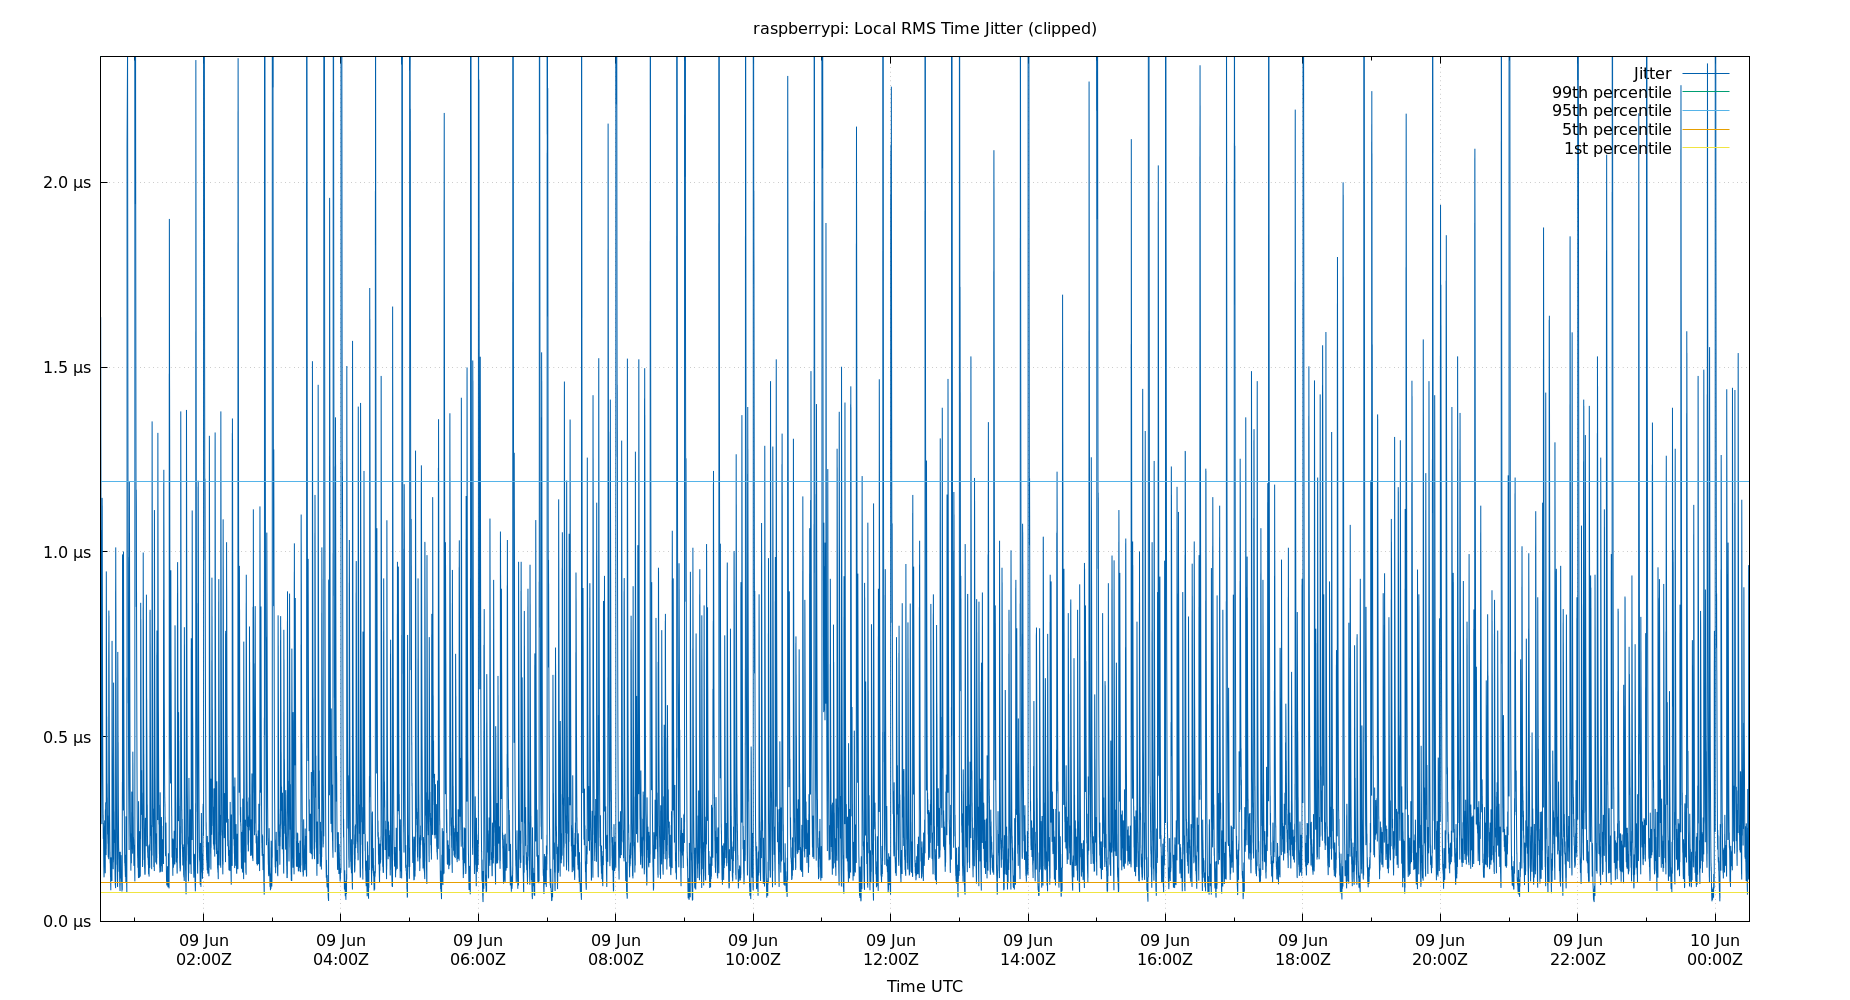 raspberrypi: Local RMS Time Jitter (clipped)
Jitter
99th percentile
95th percentile
5th percentile
1st percentile
2.0 µs
1.5 µs
1.0 µs
0.5 µs
0.0 µs
09 Jun 09 Jun 09 Jun 09 Jun 09 Jun 09 Jun 09 Jun 09 Jun 09 Jun 09 Jun 09 Jun 10 Jun
02:00Z 04:00Z 06:00Z 08:00Z 10:00Z 12:00Z 14:00Z 16:00Z 18:00Z 20:00Z 22:00Z 00:00Z
Time UTC